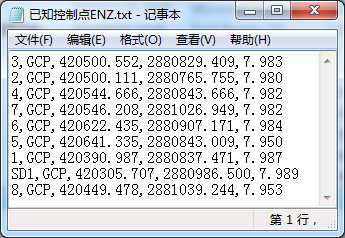 已知控制点ENZ.txt - 记事本
文件(F) 编辑(E) 格式(O) 查看(V) 帮助(H)
3,GCP,420500.552,2880829.409,7.983
2,GCP,420500.111,2880765.755,7.980
4,GCP,420544.666,2880843.666,7.982
7,GCP,420546.208,2881026.949,7.982
6,GCP,420622.435,2880907.171,7.984
5,GCP,420641.335,2880843.009,7.950
1,GCP,420390.987,2880837.471,7.987
SD1,GCP,420305.707,2880986.500,7.989
8,GCP,420449.478,2881039.244,7.953
第 1 行,